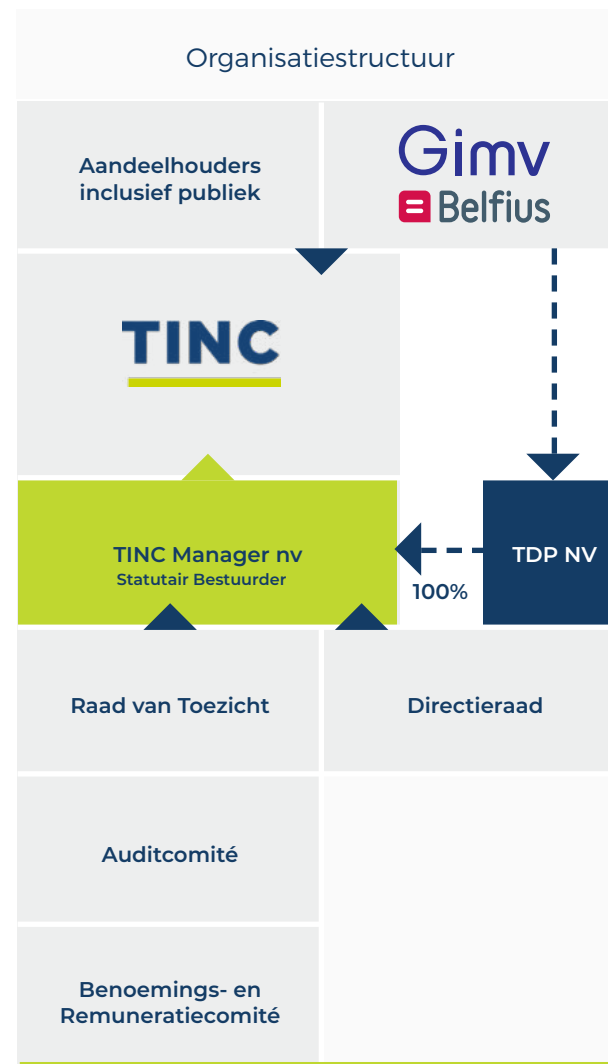 Organisatiestructuur
Aandeelhouders
inclusief publiek
Gimv
Belfius
TINC
TINC Manager nv
Statutair Bestuurder
100%
TDP NV
Raad van Toezicht
Directieraad
Auditcomité
Benoemings- en
Remuneratiecomité